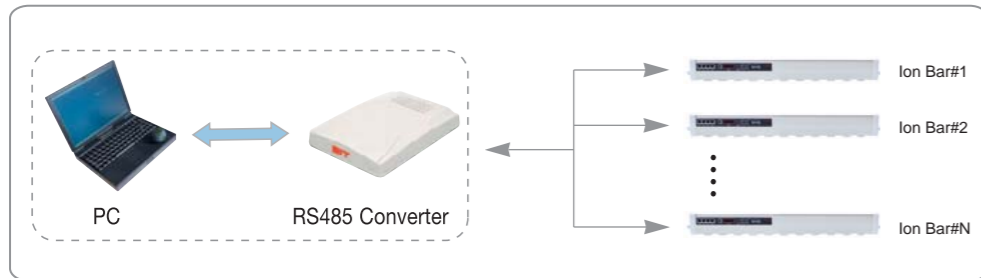 Ion Bar#1
Ion Bar#2
PC
RS485 Converter
Ion Bar#N